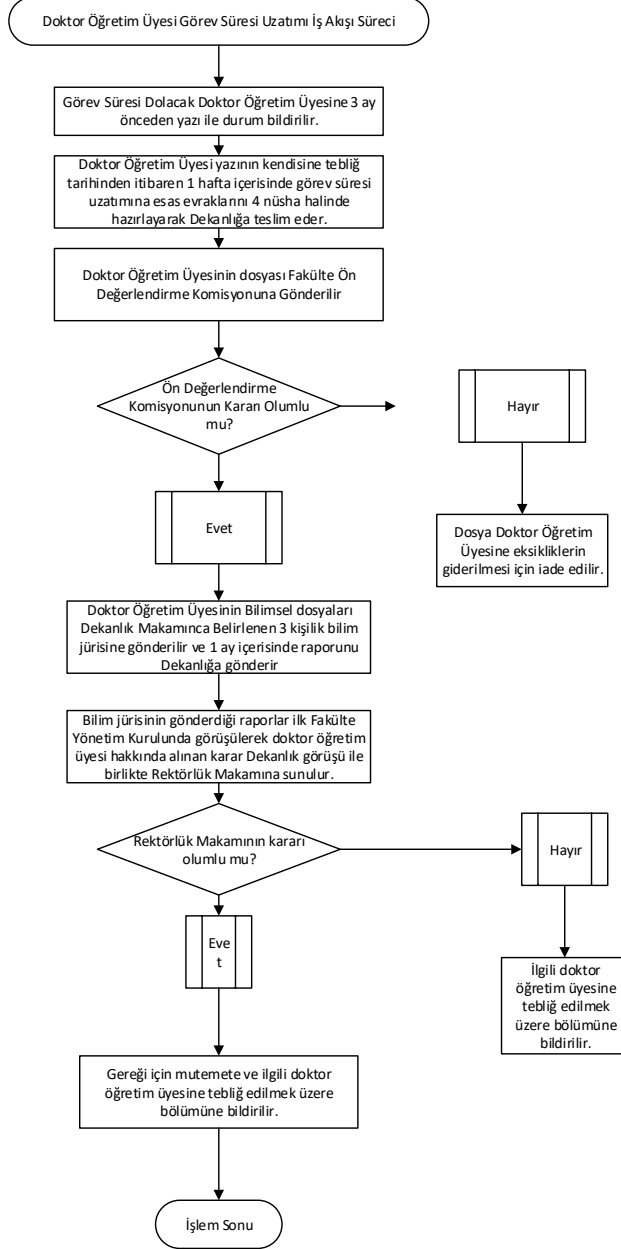 Doktor Öğretim Üyesi Görev Süresi Uzatımı İş Akışı Süreci
Görev Süresi Dolacak Doktor Öğretim Üyesine 3 ay
önceden yazı ile durum bildirilir.
Doktor Öğretim Üyesi yazının kendisine tebliğ
tarihinden itibaren 1 hafta içerisinde görev süresi
uzatımına esas evraklarını 4 nüsha halinde
hazırlayarak Dekanlığa teslim eder.
Doktor Öğretim Üyesinin dosyası Fakülte Ön
Değerlendirme Komisyonuna Gönderilir
Ön Değerlendirme
Komisyonunun Kararı Olumlu
mu?
Hayır
Evet
Dosya Doktor Öğretim
Üyesine eksikliklerin
giderilmesi için iade edilir.
Doktor Öğretim Üyesinin Bilimsel dosyaları
Dekanlık Makamınca Belirlenen 3 kişilik bilim
jürisine gönderilir ve 1 ay içerisinde raporunu
Dekanlığa gönderir
Bilim jürisinin gönderdiği raporlar ilk Fakülte
Yönetim Kurulunda görüşülerek doktor öğretim
üyesi hakkında alınan karar Dekanlık görüşü ile
birlikte Rektörlük Makamına sunulur.
Rektörlük Makamının kararı
olumlu mu?
Hayır
Eve
t
İlgili doktor
öğretim üyesine
tebliğ edilmek
üzere bölümüne
bildirilir.
Gereği için mutemete ve ilgili doktor
öğretim üyesine tebliğ edilmek üzere
bölümüne bildirilir.
İşlem Sonu